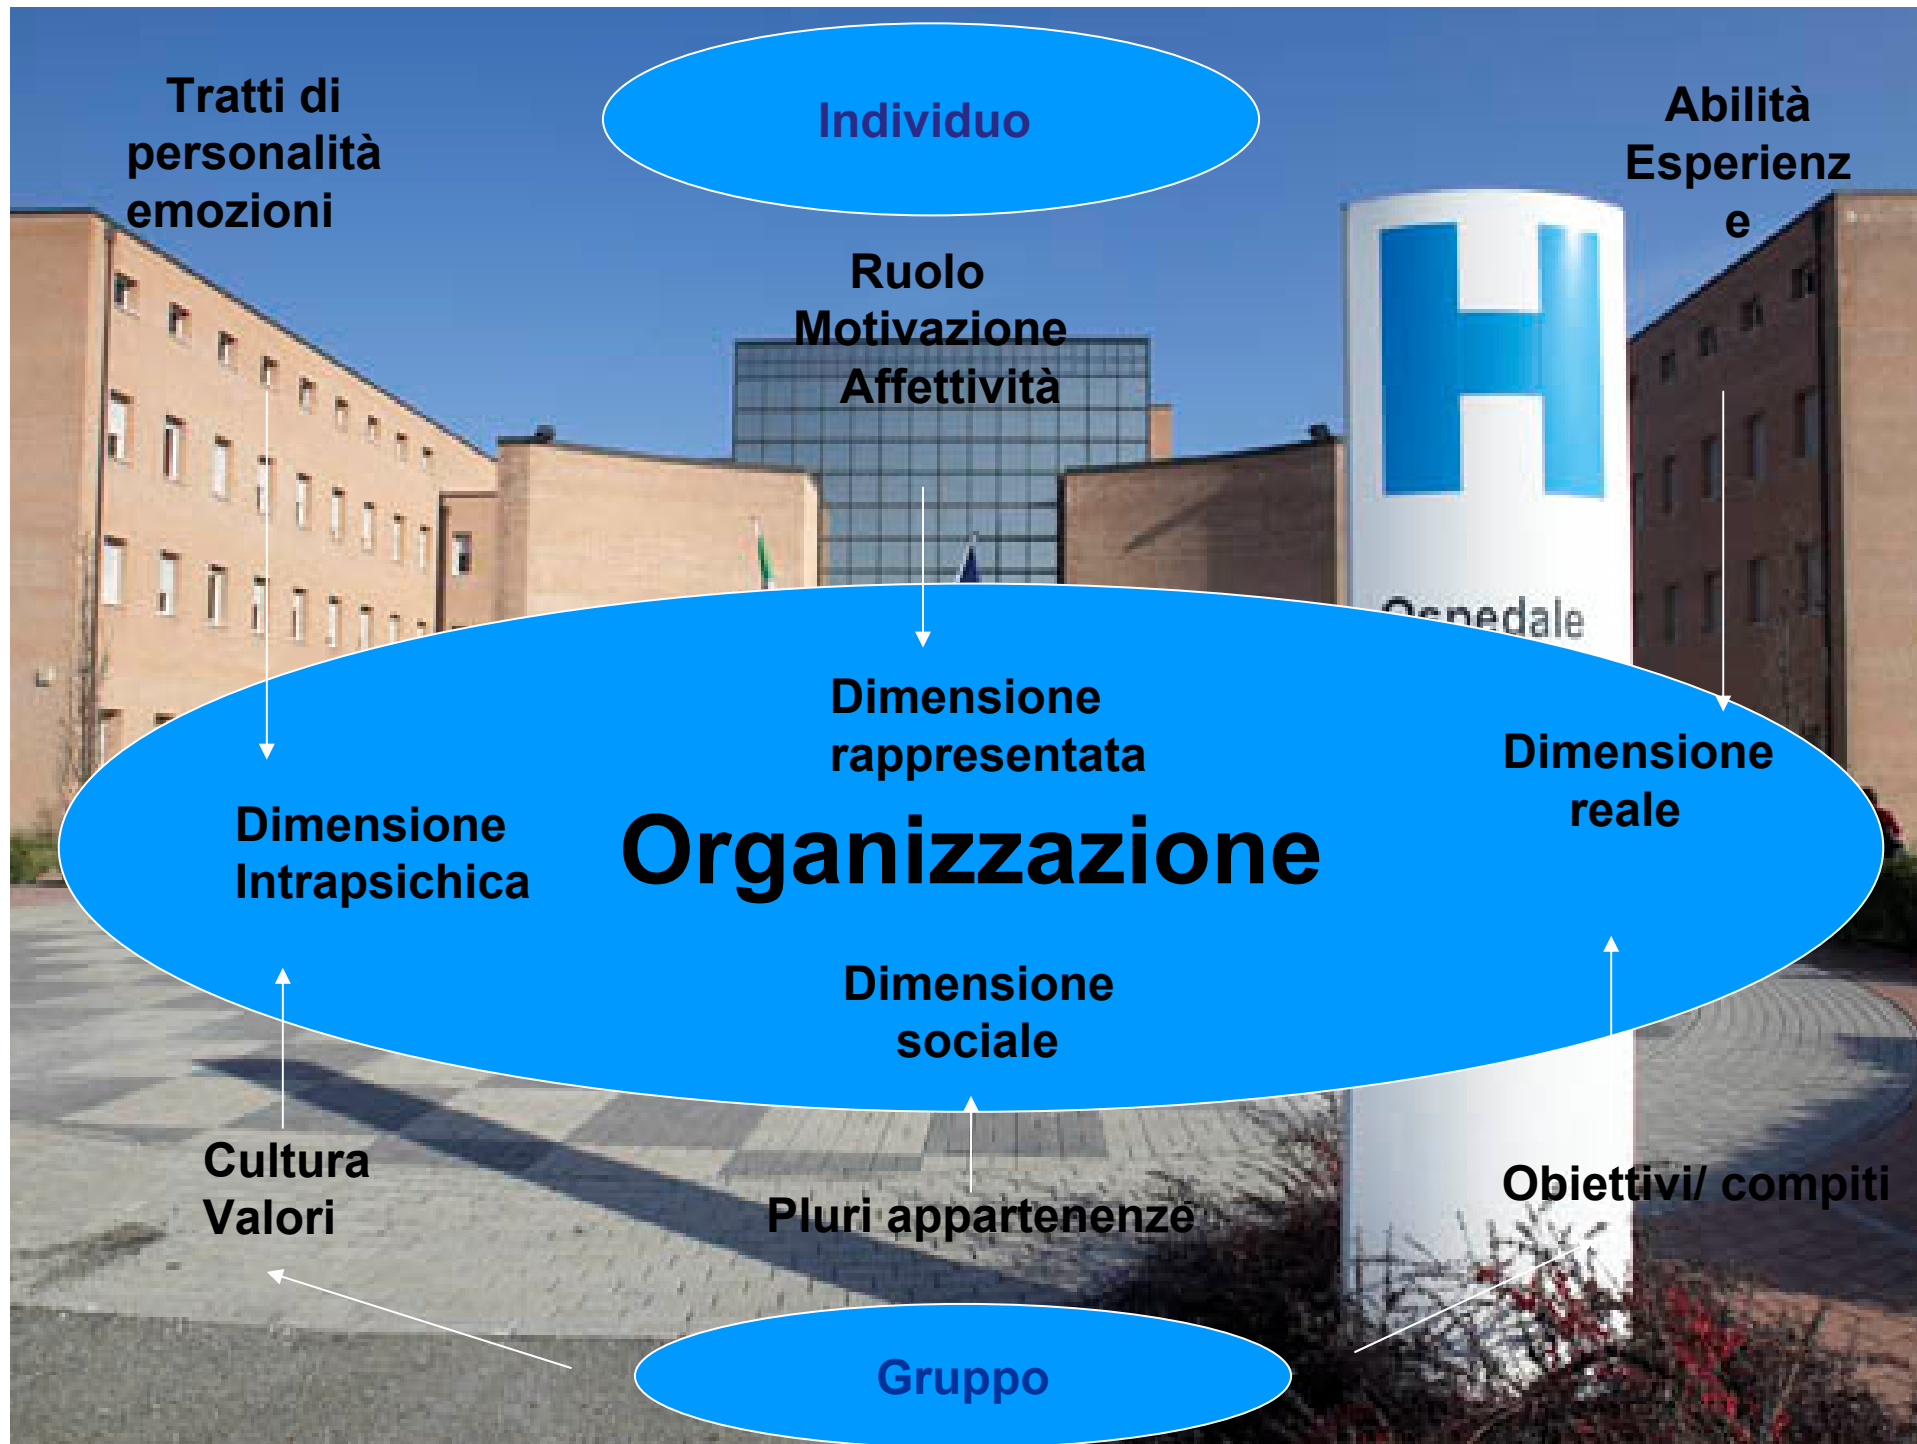 Individuo
Tratti di
personalità
emozioni
Abilità
Esperienz
e
Ruolo
Motivazione
Affettività
H
Ospedale
Dimensione
rappresentata
Dimensione
reale
Dimensione
Intrapsichica
Organizzazione
Dimensione
sociale
Cultura
Valori
Pluri appartenenze
Obiettivi/ compiti
Gruppo